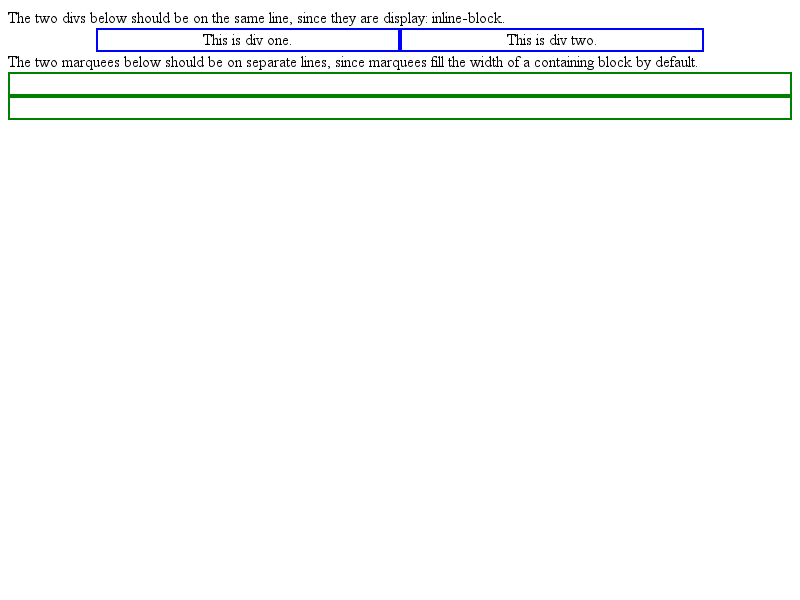 The two divs below should be on the same line, since they are display: inline-block.
This is div one. This is div two.
The two marquees below should be on separate lines, since marquees fill the width of a containing block by default.